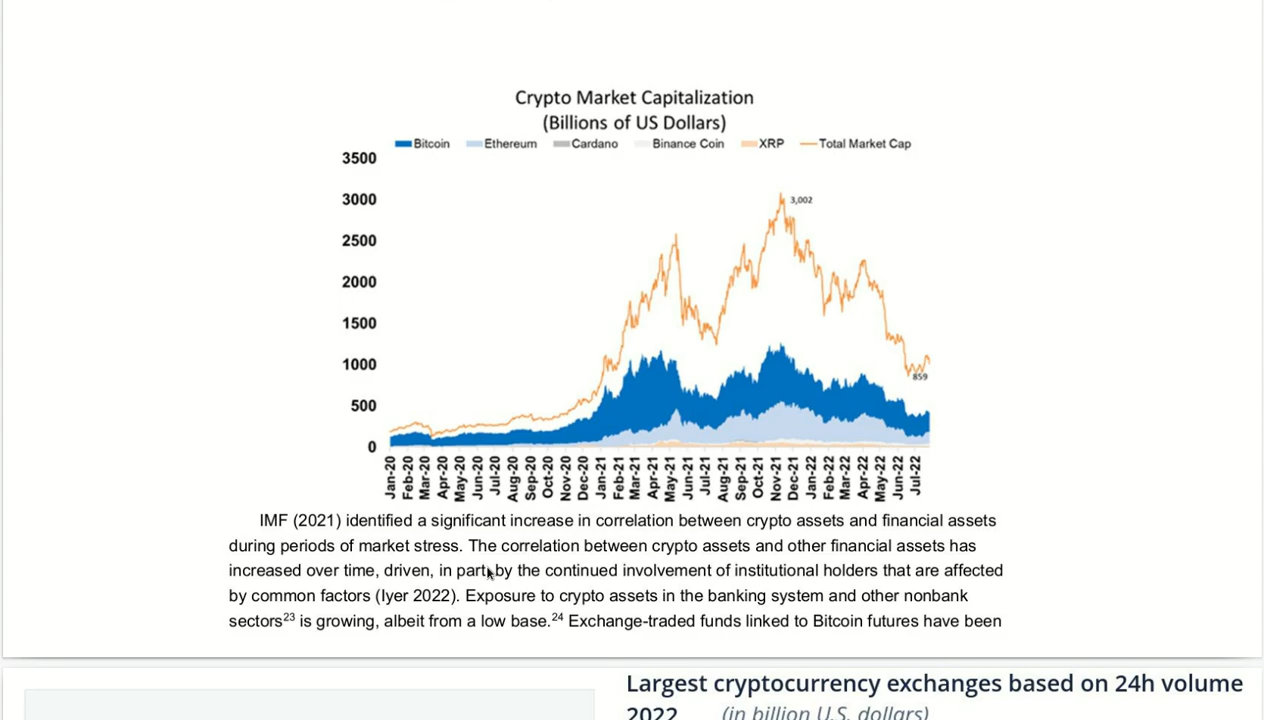 Crypto Market Capitalization
(Billions of US Dollars)
Bitcoin Ethereum Cardano Binance Coin XRP Total Market Cap
3500
3000
2500
2000
1500
1000
500
0
3,002
859
Jan-20 Feb-20 Mar-20 Apr-20 May-20 Jun-20 Jul-20 Aug-20 Sep-20 Oct-20 Nov-20 Dec-20 Jan-21 Feb-21 Mar-21 Apr-21 May-21 Jun-21 Jul-21 Aug-21 Sep-21 Oct-21 Nov-21 Dec-21 Jan-22 Feb-22 Mar-22 Apr-22 May-22 Jun-22 Jul-22
IMF (2021) identified a significant increase in correlation between crypto assets and financial assets
during periods of market stress. The correlation between crypto assets and other financial assets has
increased over time, driven, in part, by the continued involvement of institutional holders that are affected
by common factors (Iyer 2022). Exposure to crypto assets in the banking system and other nonbank
sectors23 is growing, albeit from a low base.24 Exchange-traded funds linked to Bitcoin futures have been
Largest cryptocurrency exchanges based on 24h volume
2022 (in billion U.S. dollars)